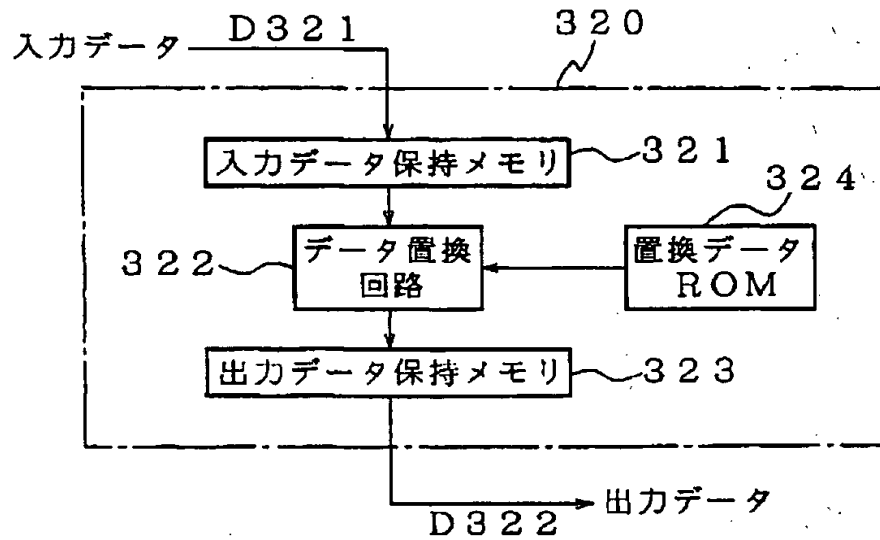 D321
320
入力データ
入力データ保持メモリ
321
324
データ置換
回路
322
置換データ
ROM
出力データ保持メモリ
323
出力データ
D322